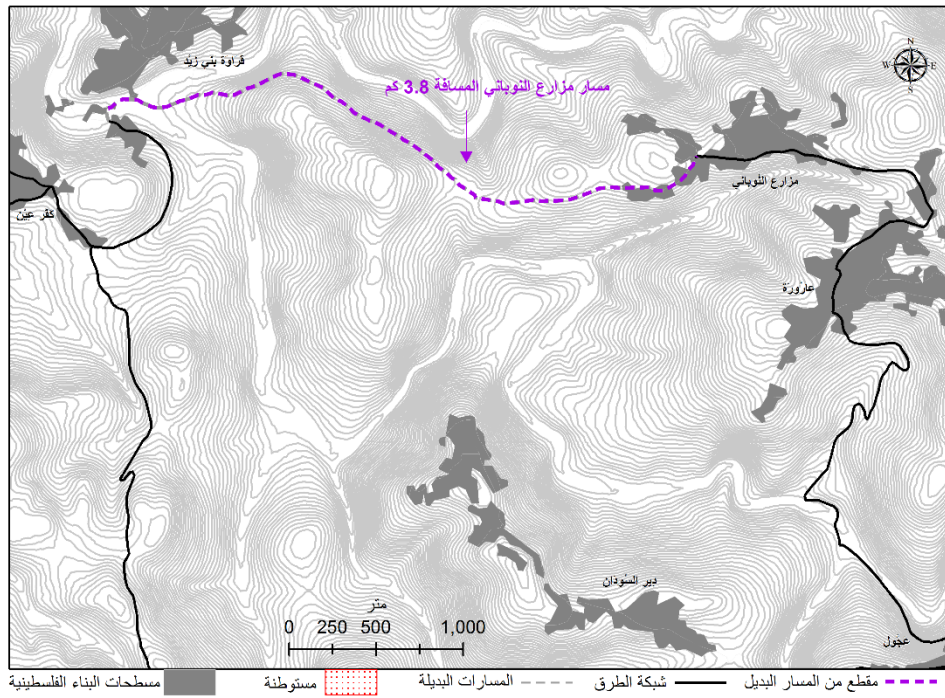 قراوة بني زيد
مسار مزارع النوباني المسافة 3.8 كم
N
W E
S
مزارع النوباني
كفر عين
عارورة
دير السودان
عجول
متر
0 250 500 1,000
مقطع من المسار البديل
شبكة الطرق
المسارات البديلة
مستوطنة
مسطحات البناء الفلسطينية